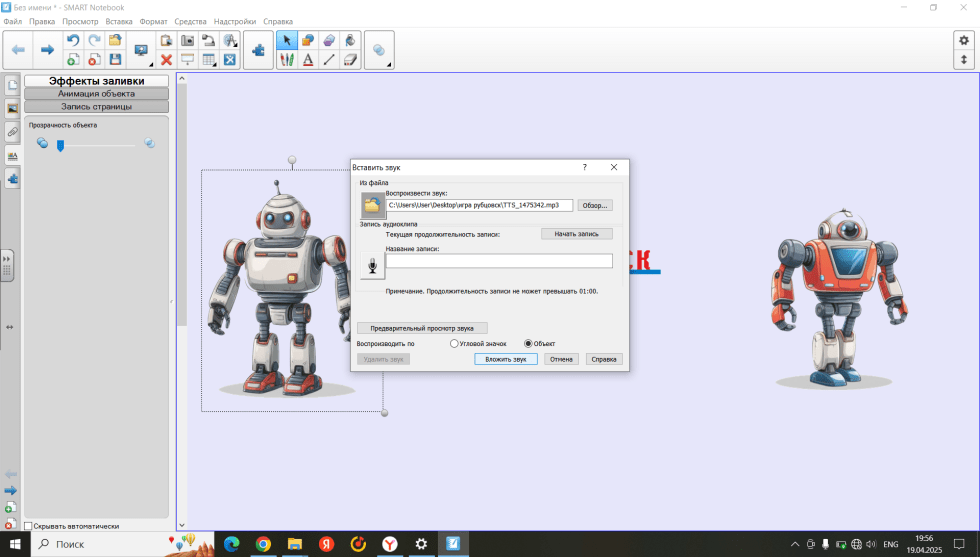 Без имени * - SMART Notebook
Файл Правка Просмотр Вставка Формат Средства Надстройки Справка
Эффекты заливки
Анимация объекта
Запись страницы
Прозрачность объекта
Вставить звук
?
Из файла
Воспроизвести звук:
C:\Users\User\Desktop\игра рубцовск\TTS_1475342.mp3
Обзор...
Запись аудиоклипа
Текущая продолжительность записи:
Начать запись
Название записи:
Примечание. Продолжительность записи не может превышать 01:00.
Предварительный просмотр звука
Воспроизводить по
Угловой значок
Объект
Удалить звук
Вложить звук
Отмена
Справка
ск
Скрывать автоматически
Поиск
ENG
19:56
19.04.2025